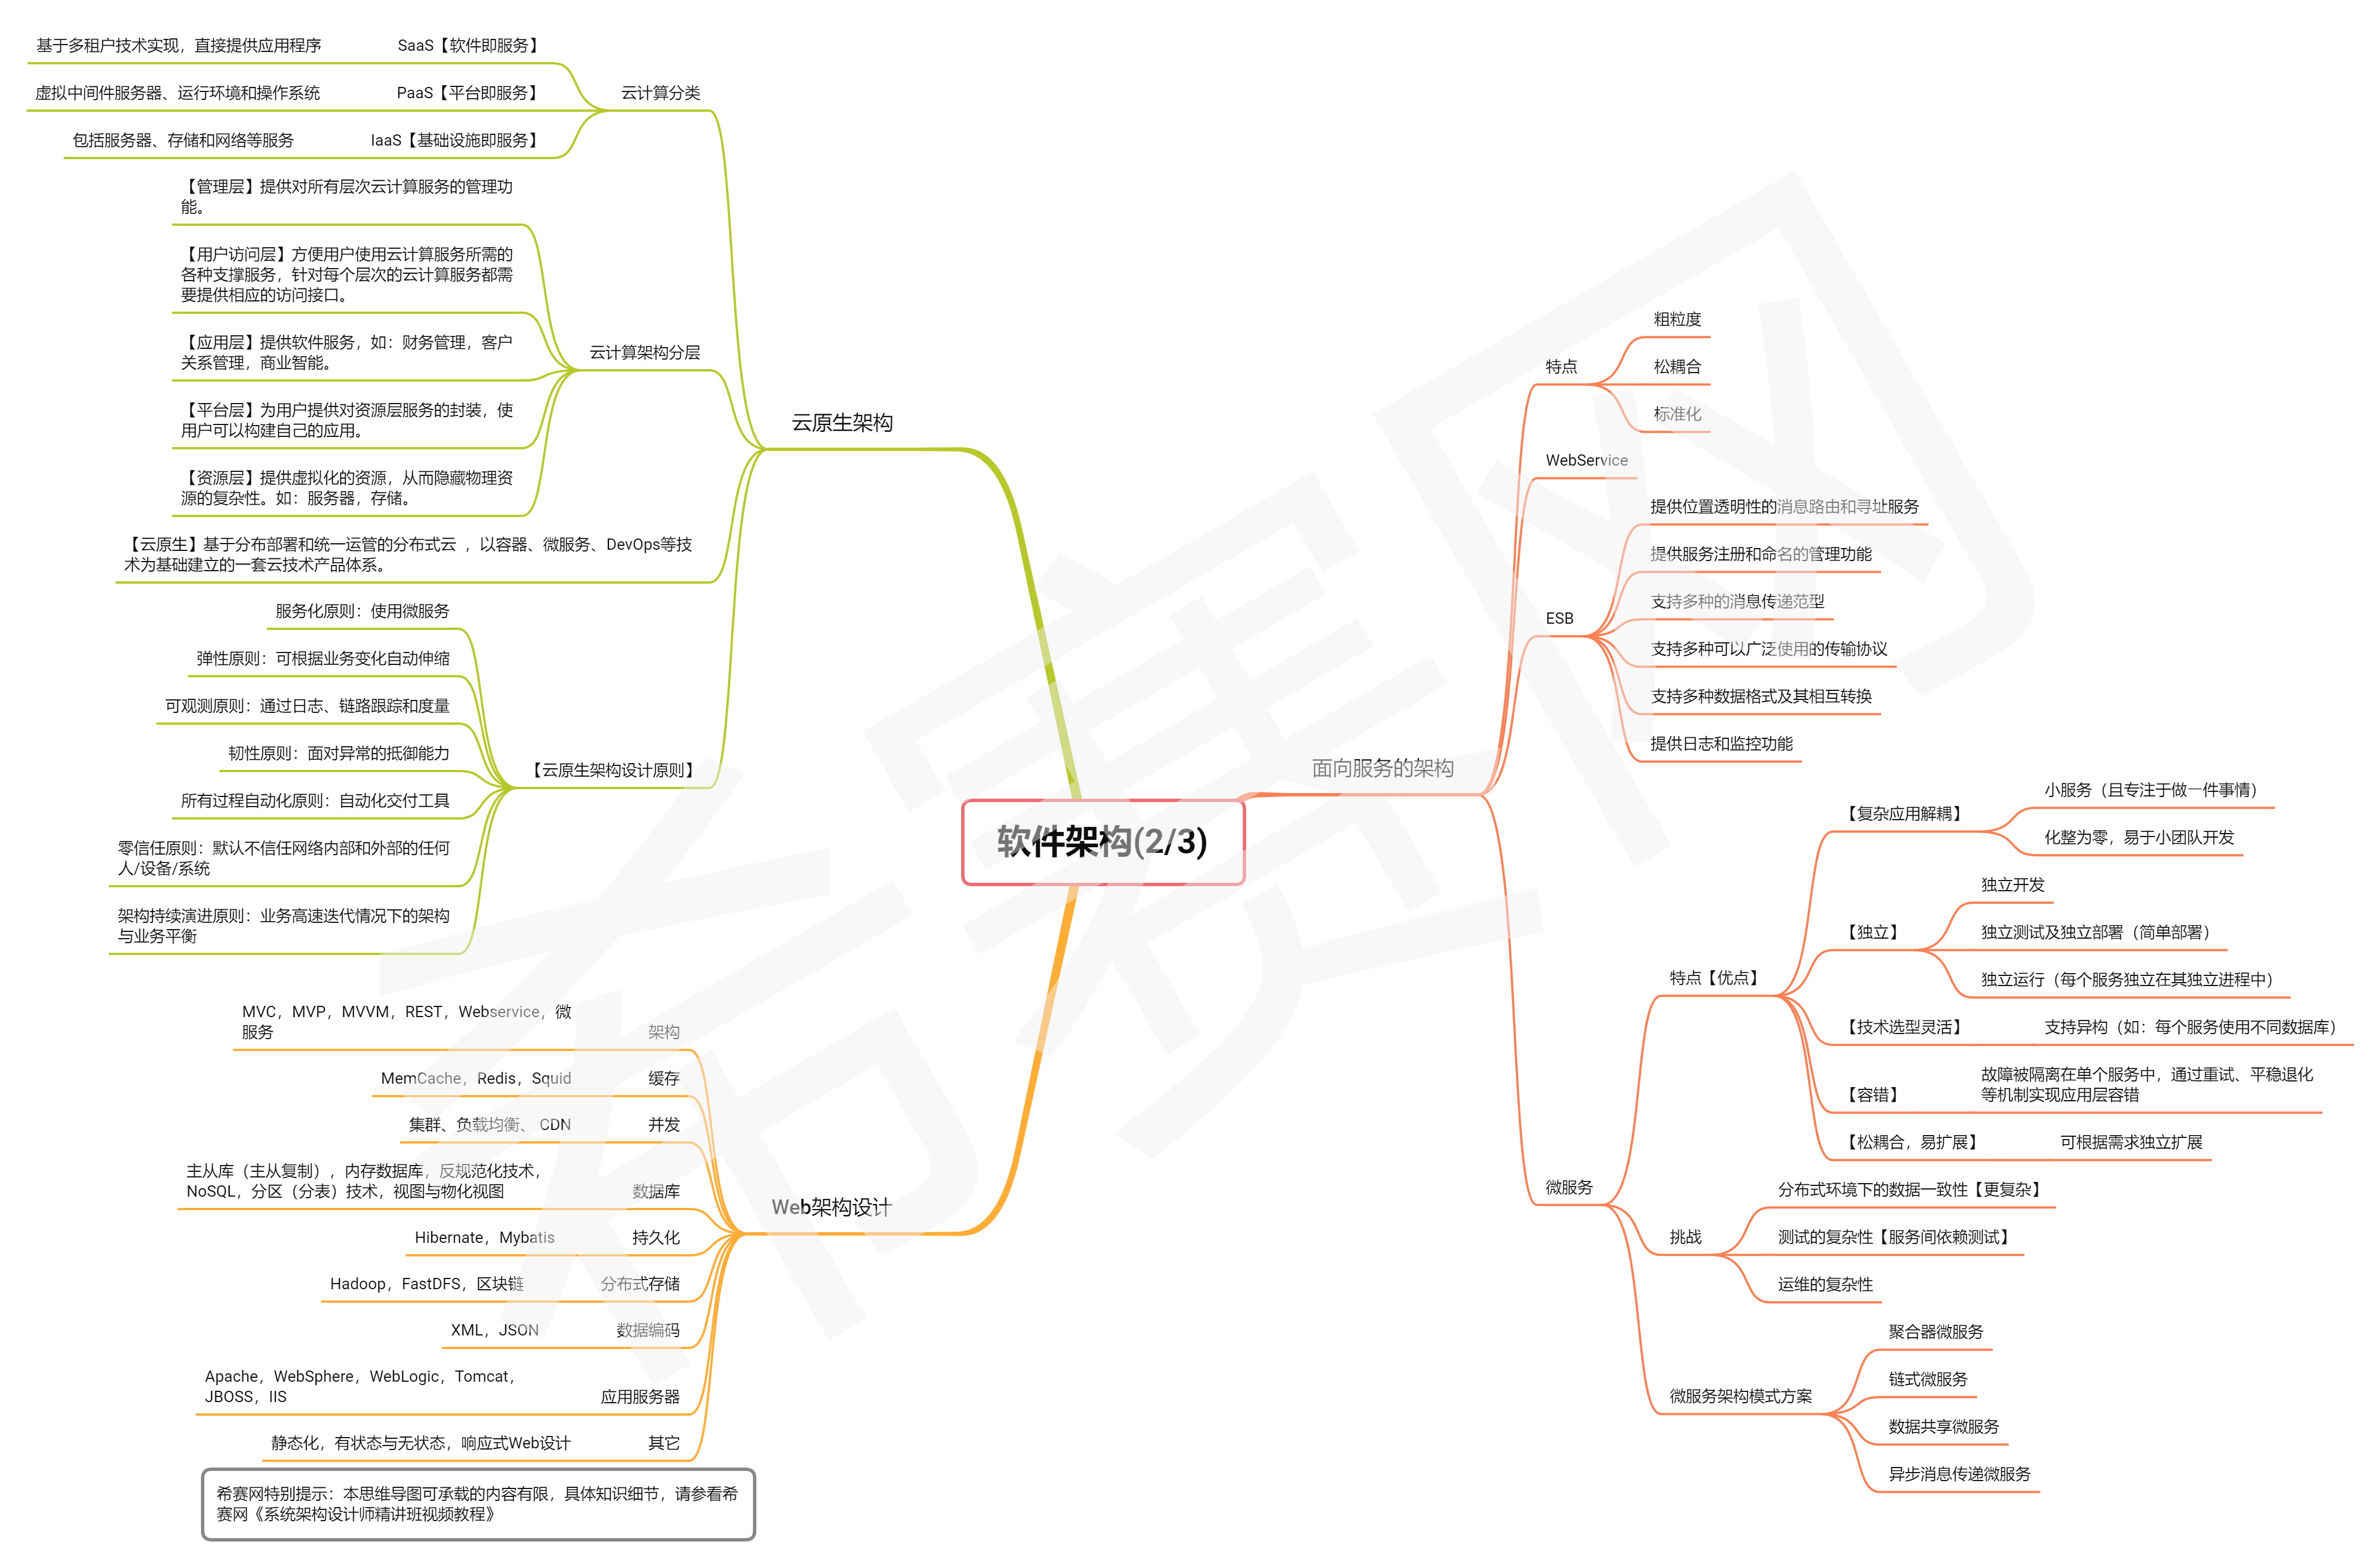 软件架构(2/3)
云原生架构
云计算分类
SaaS【软件即服务】
基于多租户技术实现，直接提供应用程序
PaaS【平台即服务】
虚拟中间件服务器、运行环境和操作系统
IaaS【基础设施即服务】
包括服务器、存储和网络等服务
云计算架构分层
【管理层】提供对所有层次云计算服务的管理功
能。
【用户访问层】方便用户使用云计算服务所需的
各种支撑服务，针对每个层次的云计算服务都需
要提供相应的访问接口。
【应用层】提供软件服务，如：财务管理，客户
关系管理，商业智能。
【平台层】为用户提供对资源层服务的封装，使
用户可以构建自己的应用。
【资源层】提供虚拟化的资源，从而隐藏物理资
源的复杂性。如：服务器，存储。
【云原生】基于分布部署和统一运管的分布式云 ，以容器、微服务、DevOps等技
术为基础建立的一套云技术产品体系。
【云原生架构设计原则】
服务化原则：使用微服务
弹性原则：可根据业务变化自动伸缩
可观测原则：通过日志、链路跟踪和度量
韧性原则：面对异常的抵御能力
所有过程自动化原则：自动化交付工具
零信任原则：默认不信任网络内部和外部的任何
人/设备/系统
架构持续演进原则：业务高速迭代情况下的架构
与业务平衡
Web架构设计
架构
MVC，MVP，MVVM，REST，Webservice，微
服务
缓存
MemCache，Redis，Squid
并发
集群、负载均衡、 CDN
数据库
主从库（主从复制），内存数据库，反规范化技术，
NoSQL，分区（分表）技术，视图与物化视图
持久化
Hibernate，Mybatis
分布式存储
Hadoop，FastDFS，区块链
数据编码
XML，JSON
应用服务器
Apache，WebSphere，WebLogic，Tomcat，
JBOSS，IIS
其它
静态化，有状态与无状态，响应式Web设计
希赛网特别提示：本思维导图可承载的内容有限，具体知识细节，请参看希
赛网《系统架构设计师精讲班视频教程》
面向服务的架构
特点
粗粒度
松耦合
标准化
WebService
ESB
提供位置透明性的消息路由和寻址服务
提供服务注册和命名的管理功能
支持多种的消息传递范型
支持多种可以广泛使用的传输协议
支持多种数据格式及其相互转换
提供日志和监控功能
微服务
特点【优点】
【复杂应用解耦】
小服务（且专注于做一件事情）
化整为零，易于小团队开发
【独立】
独立开发
独立测试及独立部署（简单部署）
独立运行（每个服务独立在其独立进程中）
【技术选型灵活】
支持异构（如：每个服务使用不同数据库）
【容错】
故障被隔离在单个服务中，通过重试、平稳退化
等机制实现应用层容错
【松耦合，易扩展】
可根据需求独立扩展
挑战
分布式环境下的数据一致性【更复杂】
测试的复杂性【服务间依赖测试】
运维的复杂性
微服务架构模式方案
聚合器微服务
链式微服务
数据共享微服务
异步消息传递微服务
希赛网